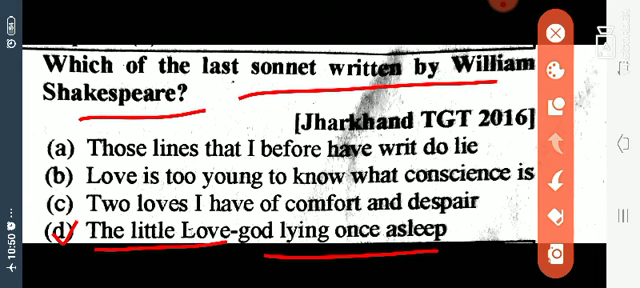 Which of the last sonnet written by William
Shakespeare?
[Jharkhand TGT 2016]
(a) Those lines that I before have writ do lie
(b) Love is too young to know what conscience is
(c) Two loves I have of comfort and despair
(d) The little Love-god lying once asleep
10:50